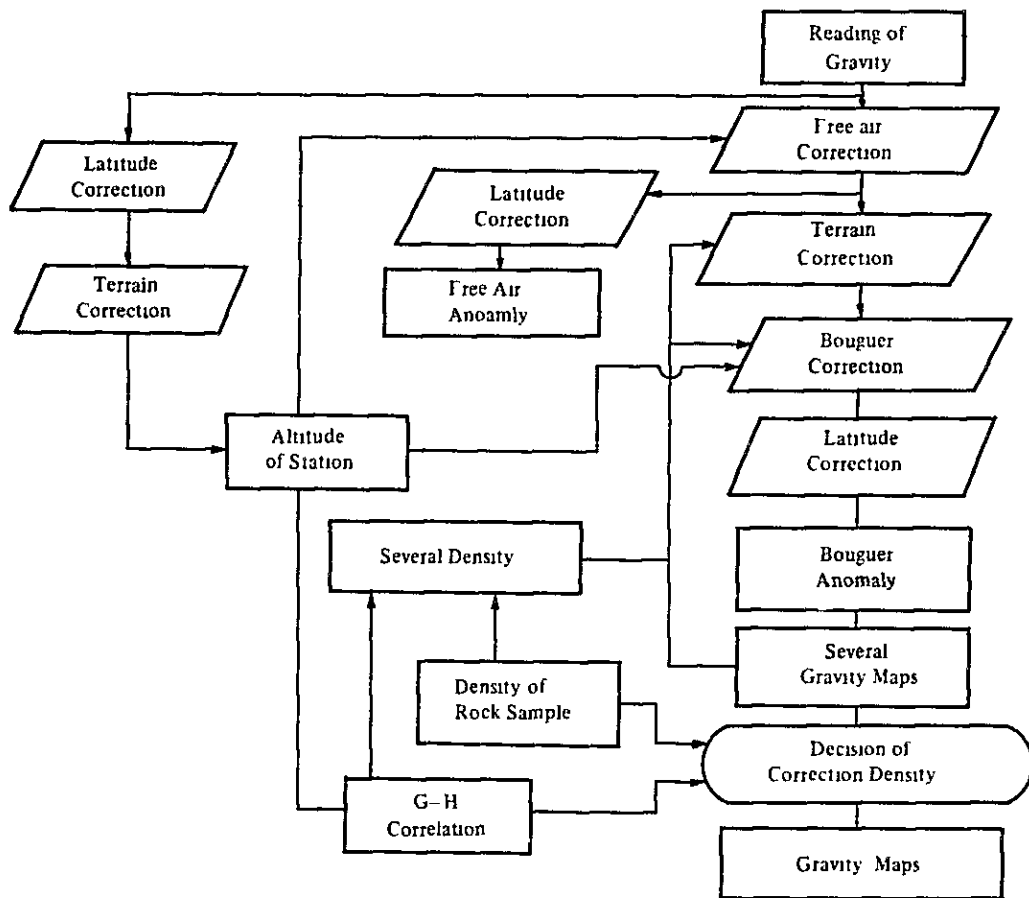 Reading of
Gravity
Free air
Correction
Latitude
Correction
Latitude
Correction
Terrain
Correction
Terrain
Correction
Free Air
Anoamly
Bouguer
Correction
Altitude
of Station
Latitude
Correction
Several Density
Bouguer
Anomaly
Several
Gravity Maps
Density of
Rock Sample
Decision of
Correction Density
G-H
Correlation
Gravity Maps